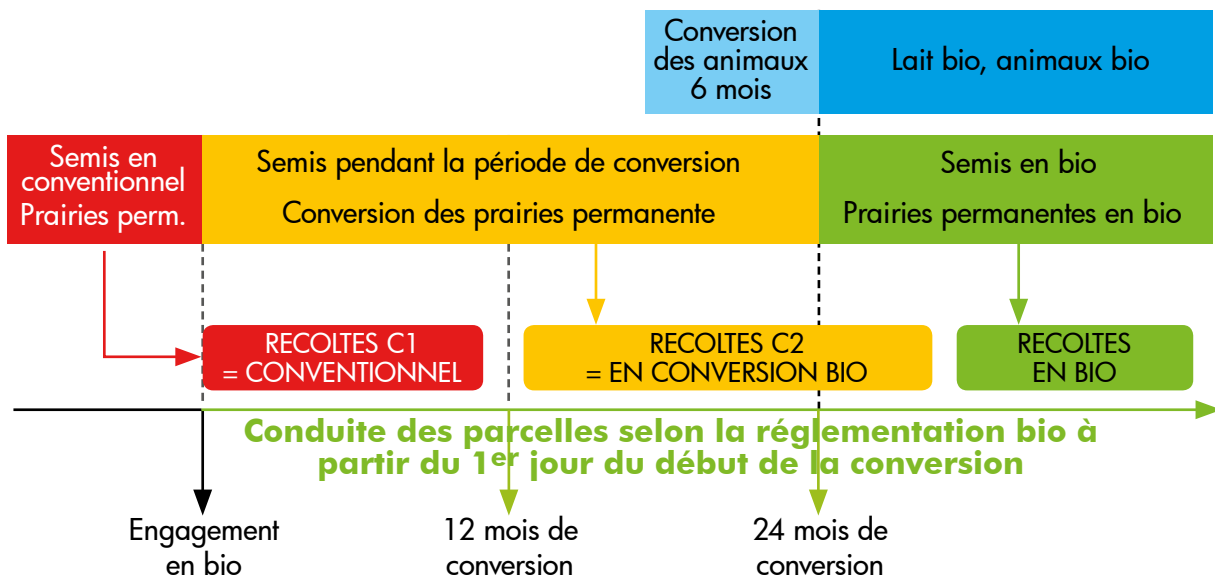 Conversion
des animaux
6 mois
Lait bio, animaux bio
Semis en
conventionnel
Prairies perm.
Semis pendant la période de conversion
Conversion des prairies permanente
Semis en bio
Prairies permanentes en bio
RECOLTES C1
= CONVENTIONNEL
RECOLTES C2
= EN CONVERSION BIO
RECOLTES
EN BIO
Conduite des parcelles selon la réglementation bio à
partir du 1er jour du début de la conversion
Engagement
en bio
12 mois de
conversion
24 mois de
conversion